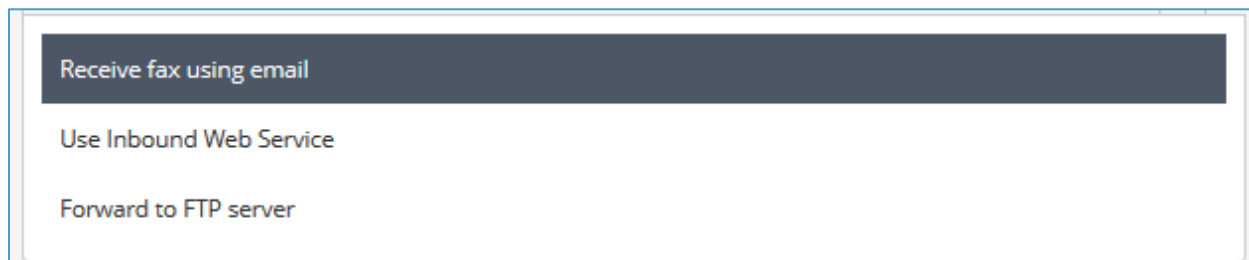 Receive fax using email
Use Inbound Web Service
Forward to FTP server